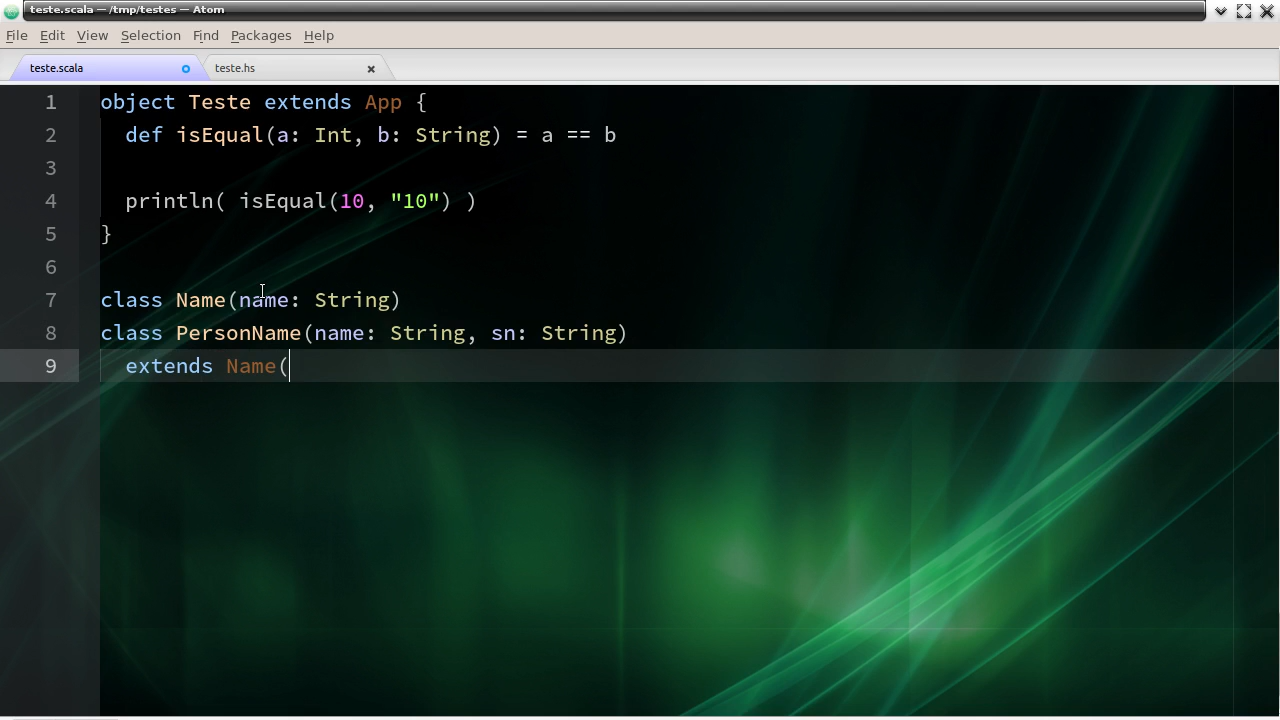 teste.scala — /tmp/testes — Atom
File Edit View Selection Find Packages Help
teste.scala teste.hs
1 object Teste extends App {
2   def isEqual(a: Int, b: String) = a == b
3
4   println( isEqual(10, "10") )
5 }
6
7 class Name(name: String)
8 class PersonName(name: String, sn: String)
9   extends Name(